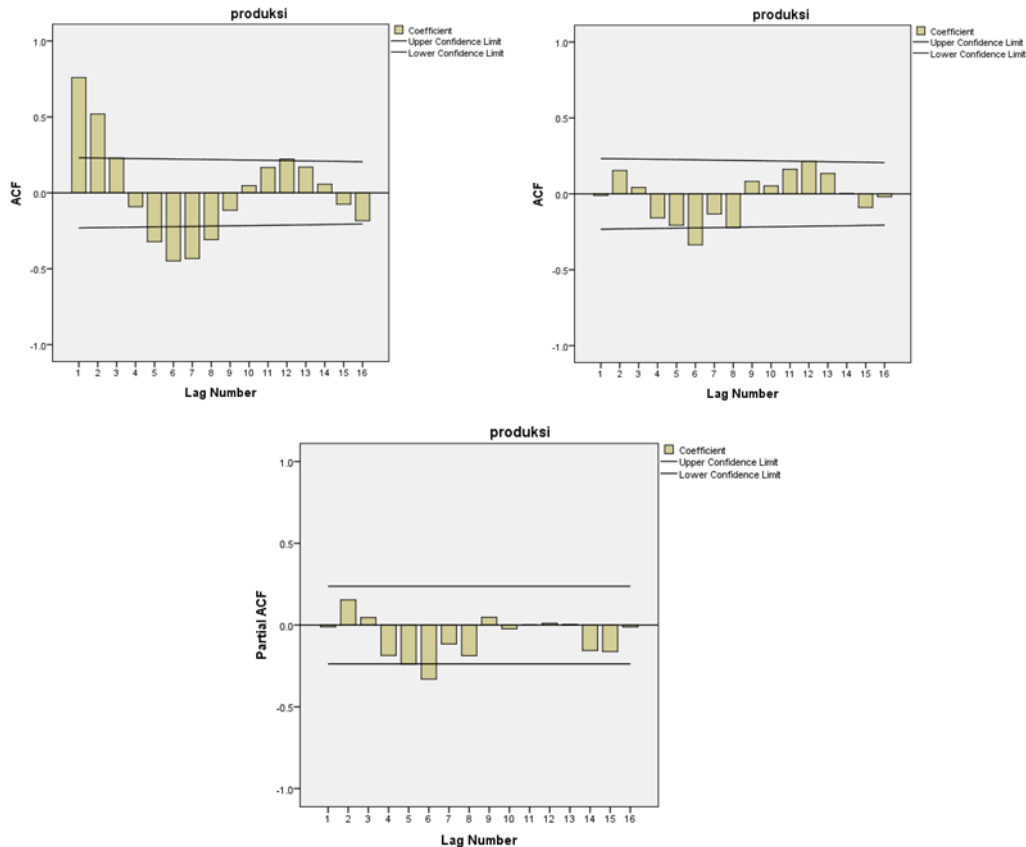 produksi
Coefficient
Upper Confidence Limit
Lower Confidence Limit
1.0
0.5
0.0
-0.5
-1.0
ACF
1 2 3 4 5 6 7 8 9 10 11 12 13 14 15 16
Lag Number
produksi
Coefficient
Upper Confidence Limit
Lower Confidence Limit
1.0
0.5
0.0
-0.5
-1.0
ACF
1 2 3 4 5 6 7 8 9 10 11 12 13 14 15 16
Lag Number
produksi
Coefficient
Upper Confidence Limit
Lower Confidence Limit
1.0
0.5
0.0
-0.5
-1.0
Partial ACF
1 2 3 4 5 6 7 8 9 10 11 12 13 14 15 16
Lag Number